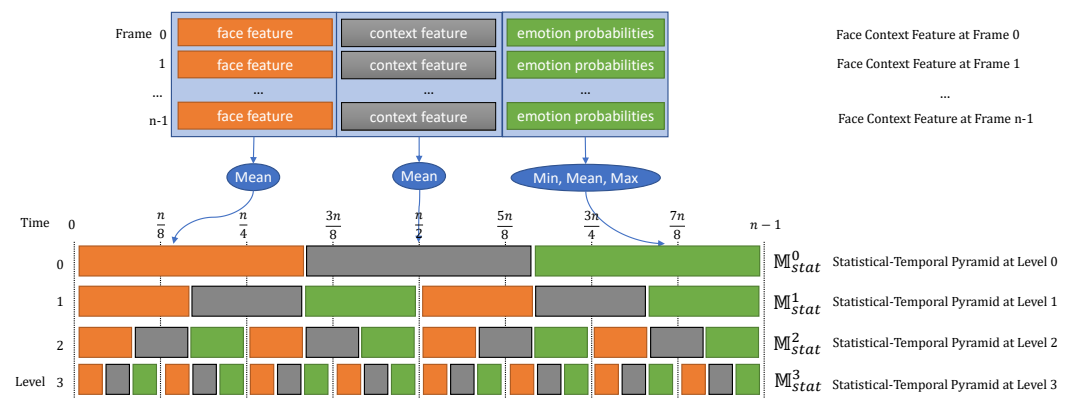 Frame 0 face feature context feature emotion probabilities Face Context Feature at Frame 0
1 face feature context feature emotion probabilities Face Context Feature at Frame 1
... ... ... ... ...
n-1 face feature context feature emotion probabilities Face Context Feature at Frame n-1
Mean Mean Min, Mean, Max
Time 0 n/8 n/4 3n/8 n/2 5n/8 3n/4 7n/8 n − 1
0 𝕄⁰stat Statistical-Temporal Pyramid at Level 0
1 𝕄¹stat Statistical-Temporal Pyramid at Level 1
2 𝕄²stat Statistical-Temporal Pyramid at Level 2
Level 3 𝕄³stat Statistical-Temporal Pyramid at Level 3